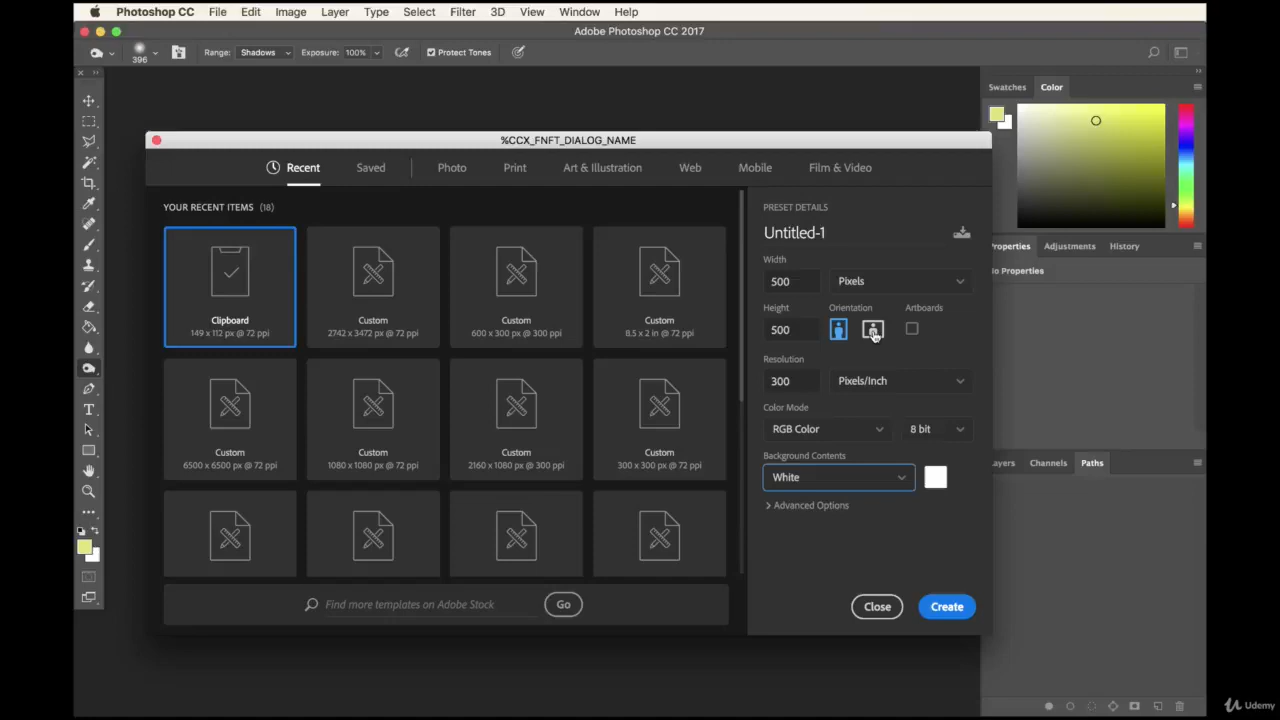 Photoshop CC File Edit Image Layer Type Select Filter 3D View Window Help
Adobe Photoshop CC 2017
396 Range: Shadows Exposure: 100% Protect Tones
Swatches Color
%CCX_FNFT_DIALOG_NAME
Recent Saved Photo Print Art & Illustration Web Mobile Film & Video
YOUR RECENT ITEMS (18)
Clipboard
149 x 112 px @ 72 ppi
Custom
2742 x 3472 px @ 72 ppi
Custom
600 x 300 px @ 300 ppi
Custom
8.5 x 2 in @ 72 ppi
Custom
6500 x 6500 px @ 72 ppi
Custom
1080 x 1080 px @ 72 ppi
Custom
2160 x 1080 px @ 300 ppi
Custom
300 x 300 px @ 72 ppi
Find more templates on Adobe Stock Go
PRESET DETAILS
Untitled-1
Width
500 Pixels
Height Orientation Artboards
500
Resolution
300 Pixels/Inch
Color Mode
RGB Color 8 bit
Background Contents
White
Advanced Options
Close Create
roperties Adjustments History
o Properties
ayers Channels Paths
T
Udemy